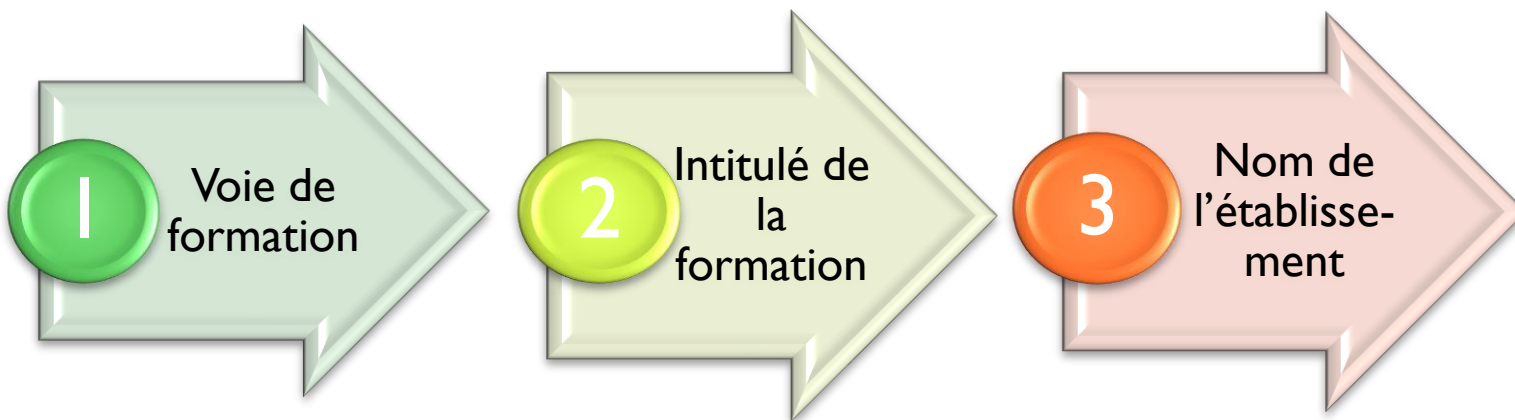 1
Voie de
formation
2
Intitulé de
la
formation
3
Nom de
l'établisse-
ment